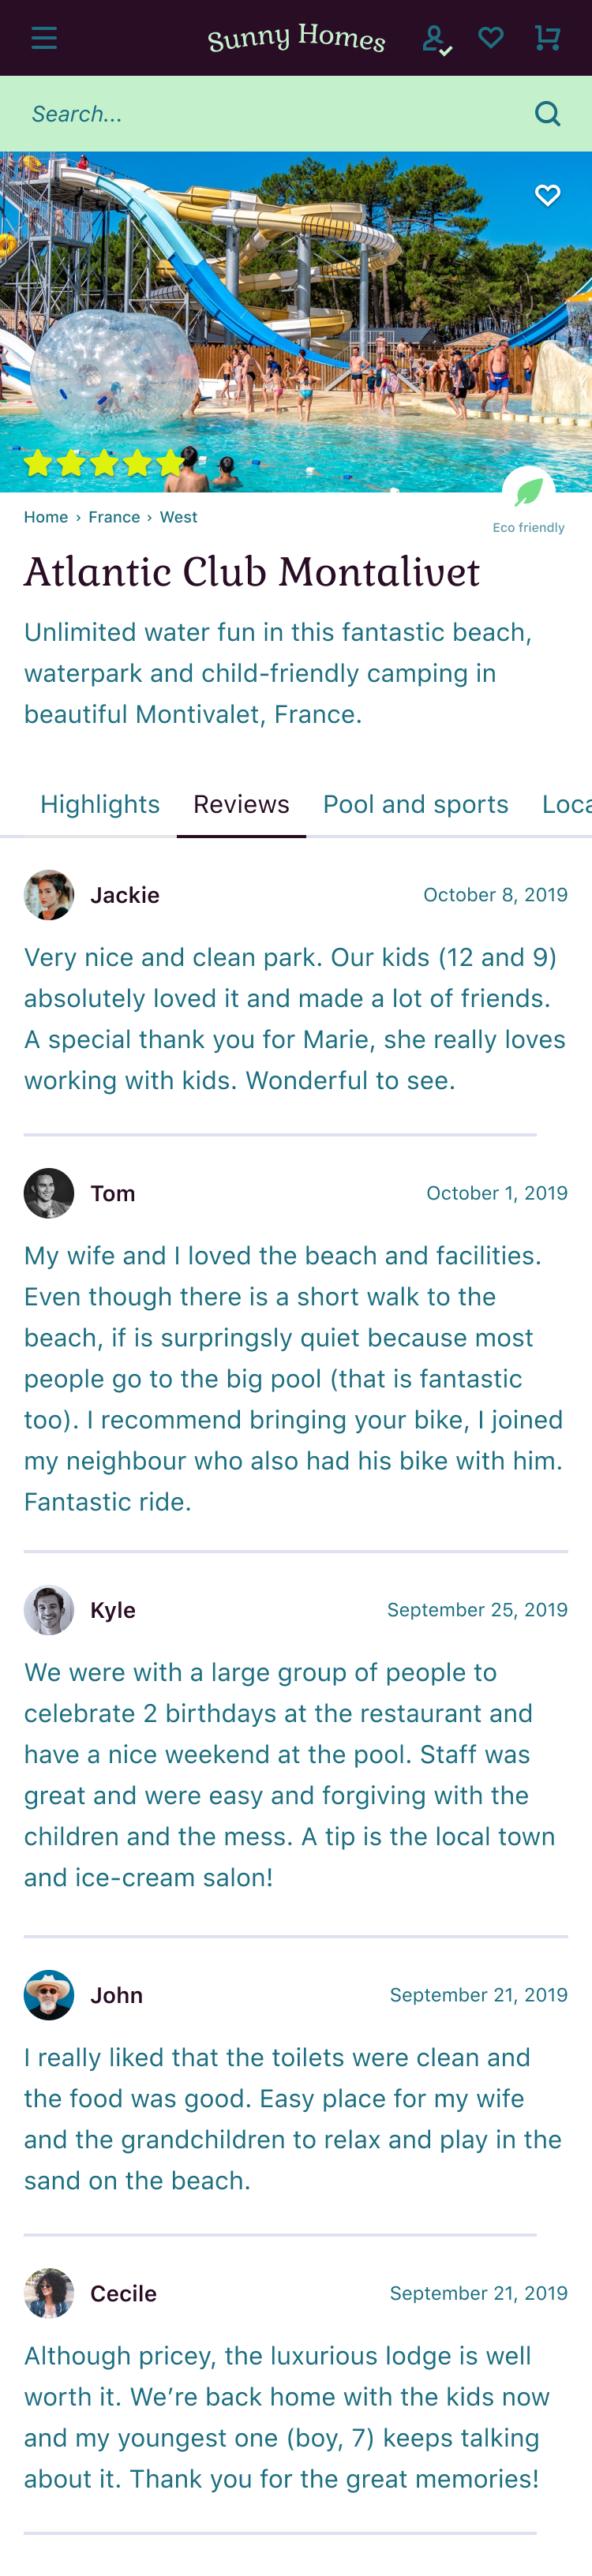 Sunny Homes
Search...
Home › France › West
Eco friendly
Atlantic Club Montalivet
Unlimited water fun in this fantastic beach,
waterpark and child-friendly camping in
beautiful Montivalet, France.
Highlights Reviews Pool and sports Loca
Jackie October 8, 2019
Very nice and clean park. Our kids (12 and 9)
absolutely loved it and made a lot of friends.
A special thank you for Marie, she really loves
working with kids. Wonderful to see.
Tom October 1, 2019
My wife and I loved the beach and facilities.
Even though there is a short walk to the
beach, if is surpringsly quiet because most
people go to the big pool (that is fantastic
too). I recommend bringing your bike, I joined
my neighbour who also had his bike with him.
Fantastic ride.
Kyle September 25, 2019
We were with a large group of people to
celebrate 2 birthdays at the restaurant and
have a nice weekend at the pool. Staff was
great and were easy and forgiving with the
children and the mess. A tip is the local town
and ice-cream salon!
John September 21, 2019
I really liked that the toilets were clean and
the food was good. Easy place for my wife
and the grandchildren to relax and play in the
sand on the beach.
Cecile September 21, 2019
Although pricey, the luxurious lodge is well
worth it. We’re back home with the kids now
and my youngest one (boy, 7) keeps talking
about it. Thank you for the great memories!